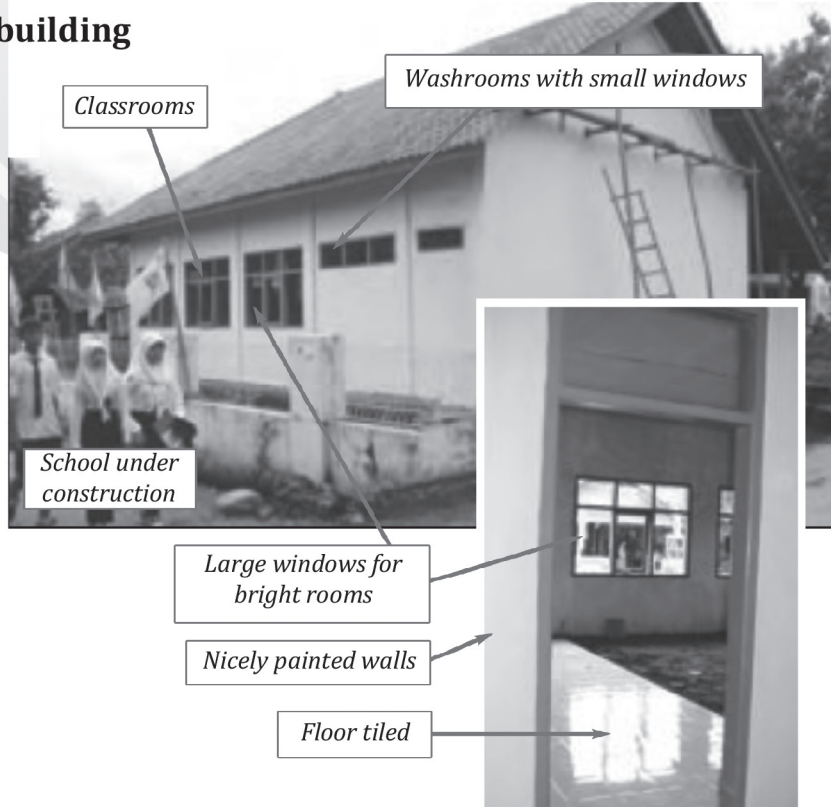 building
Washrooms with small windows
Classrooms
School under
construction
Large windows for
bright rooms
Nicely painted walls
Floor tiled